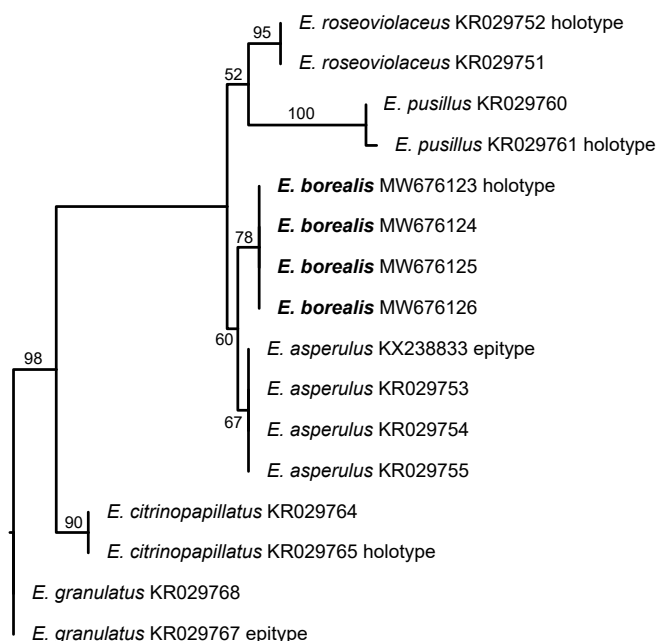 E. roseoviolaceus KR029752 holotype
95
E. roseoviolaceus KR029751
52
E. pusillus KR029760
100
E. pusillus KR029761 holotype
E. borealis MW676123 holotype
E. borealis MW676124
78
E. borealis MW676125
E. borealis MW676126
60
E. asperulus KX238833 epitype
98
E. asperulus KR029753
67
E. asperulus KR029754
E. asperulus KR029755
E. citrinopapillatus KR029764
90
E. citrinopapillatus KR029765 holotype
E. granulatus KR029768
E. granulatus KR029767 epitype